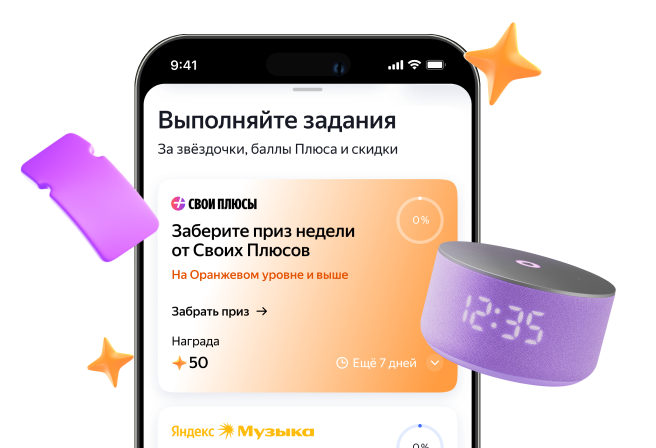 9:41
Выполняйте задания
За звёздочки, баллы Плюса и скидки
СВОИ ПЛЮСЫ
0%
Заберите приз недели
от Своих Плюсов
На Оранжевом уровне и выше
Забрать приз →
12:35
Награда
50
Ещё 7 дней
Яндекс Музыка
0%